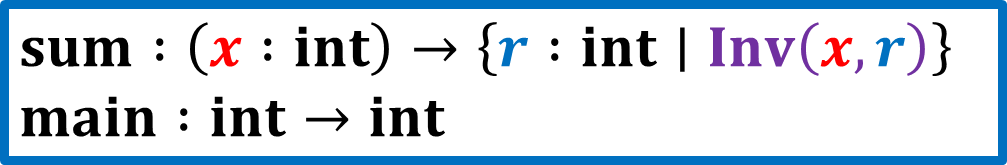 sum : (x : int) → {r : int | Inv(x, r)}
main : int → int